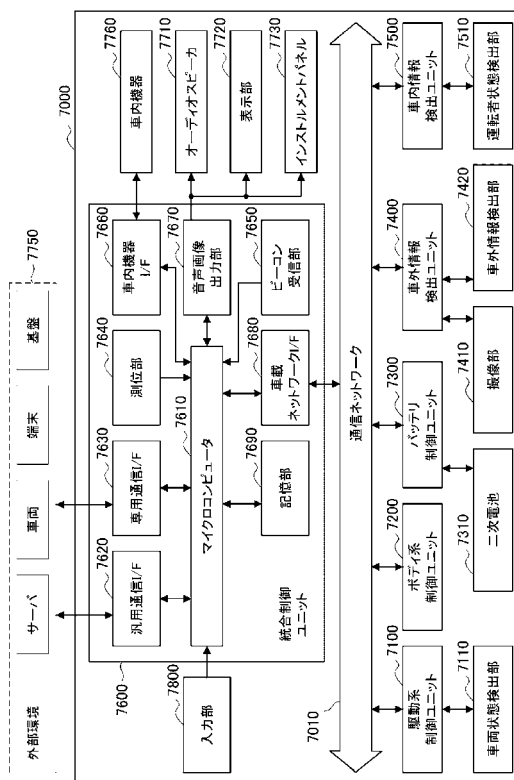 7000
外部環境
サーバ
車両
端末
基盤
7750
7600
7620
汎用通信I/F
7630
専用通信I/F
7640
測位部
7660
車内機器
I/F
7760
車内機器
7610
マイクロコンピュータ
7670
音声画像
出力部
7710
オーディオスピーカ
7720
表示部
7730
インストルメントパネル
7650
ビーコン
受信部
7680
車載
ネットワークI/F
7690
記憶部
統合制御
ユニット
7800
入力部
7010
通信ネットワーク
7100
駆動系
制御ユニット
7110
車両状態検出部
7200
ボディ系
制御ユニット
7300
バッテリ
制御ユニット
7310
二次電池
7400
車外情報
検出ユニット
7410
撮像部
7420
車外情報検出部
7500
車内情報
検出ユニット
7510
運転者状態検出部